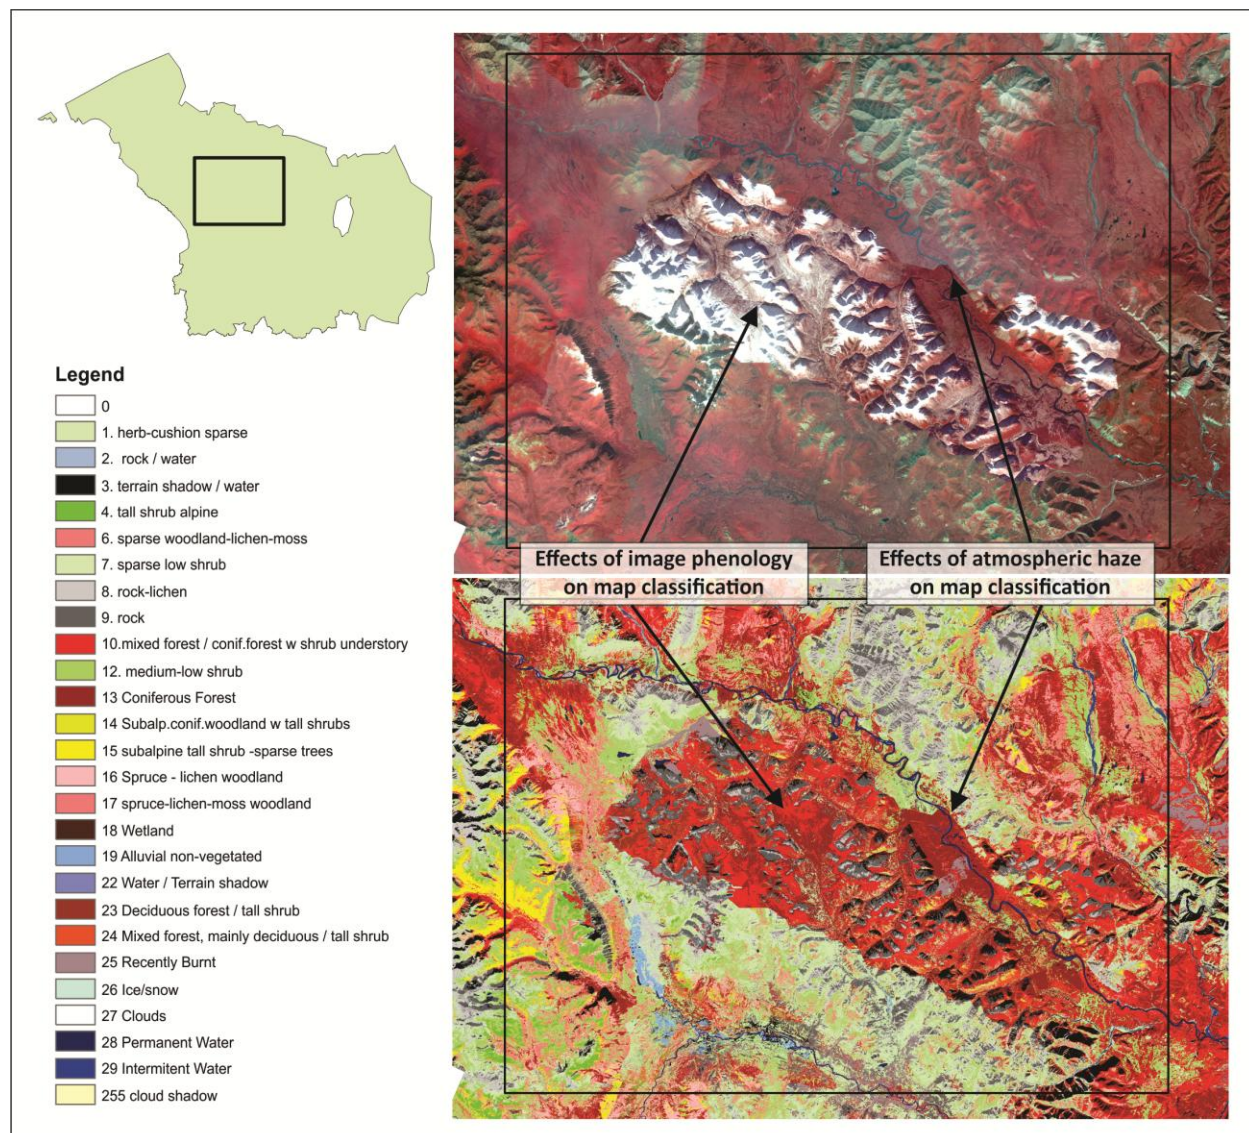 Legend
0
1. herb-cushion sparse
2. rock / water
3. terrain shadow / water
4. tall shrub alpine
6. sparse woodland-lichen-moss
7. sparse low shrub
8. rock-lichen
9. rock
10.mixed forest / conif.forest w shrub understory
12. medium-low shrub
13 Coniferous Forest
14 Subalp.conif.woodland w tall shrubs
15 subalpine tall shrub -sparse trees
16 Spruce - lichen woodland
17 spruce-lichen-moss woodland
18 Wetland
19 Alluvial non-vegetated
22 Water / Terrain shadow
23 Deciduous forest / tall shrub
24 Mixed forest, mainly deciduous / tall shrub
25 Recently Burnt
26 Ice/snow
27 Clouds
28 Permanent Water
29 Intermitent Water
255 cloud shadow
Effects of image phenology
on map classification
Effects of atmospheric haze
on map classification